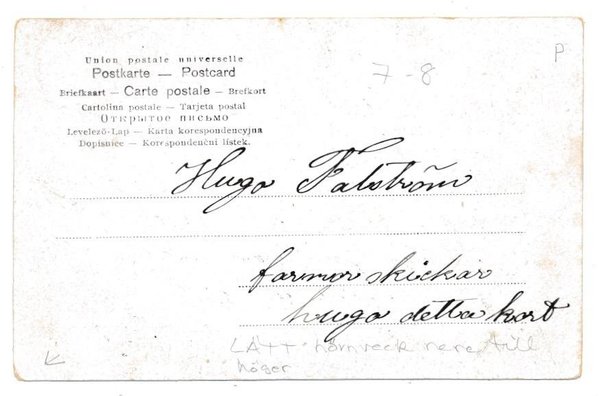 Union postale universelle
Postkarte — Postcard
Briefkaart — Carte postale — Brefkort
Cartolina postale — Tarjeta postal
Открытое письмо
Levelező-Lap — Karta korespondencyjna
Dopisnice — Korespondenční lístek.
P
7-8
Hugo Falström
farmor skickar
hugo detta kort
LÄTT hörnveck nere till
höger